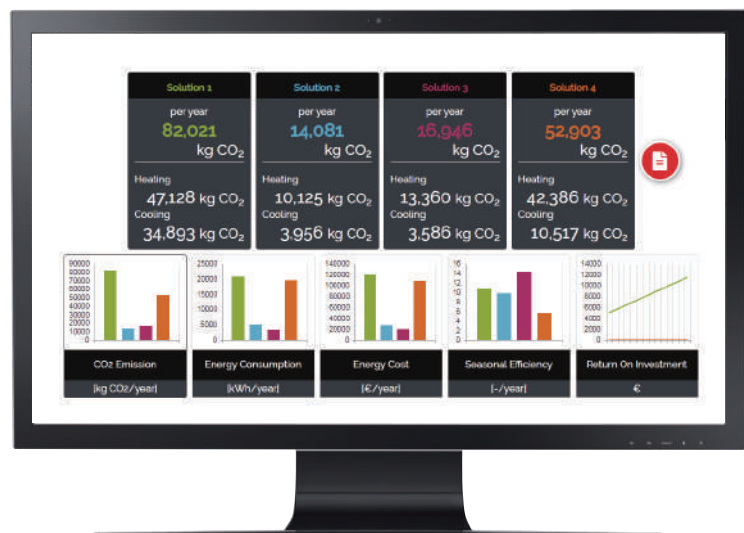 Solution 1
per year
82,021
kg CO₂
Heating
47,128 kg CO₂
Cooling
34,893 kg CO₂
Solution 2
per year
14,081
kg CO₂
Heating
10,125 kg CO₂
Cooling
3,956 kg CO₂
Solution 3
per year
16,946
kg CO₂
Heating
13,360 kg CO₂
Cooling
3,586 kg CO₂
Solution 4
per year
52,903
kg CO₂
Heating
42,386 kg CO₂
Cooling
10,517 kg CO₂
90000
80000
70000
60000
50000
40000
30000
20000
10000
0
CO2 Emission
[kg CO2/year]
25000
20000
15000
10000
5000
0
Energy Consumption
[kWh/year]
140000
120000
100000
80000
60000
40000
20000
0
Energy Cost
[€/year]
16
14
12
10
8
6
4
2
0
Seasonal Efficiency
[-/year]
14000
12000
10000
8000
6000
4000
2000
0
Return On Investment
€